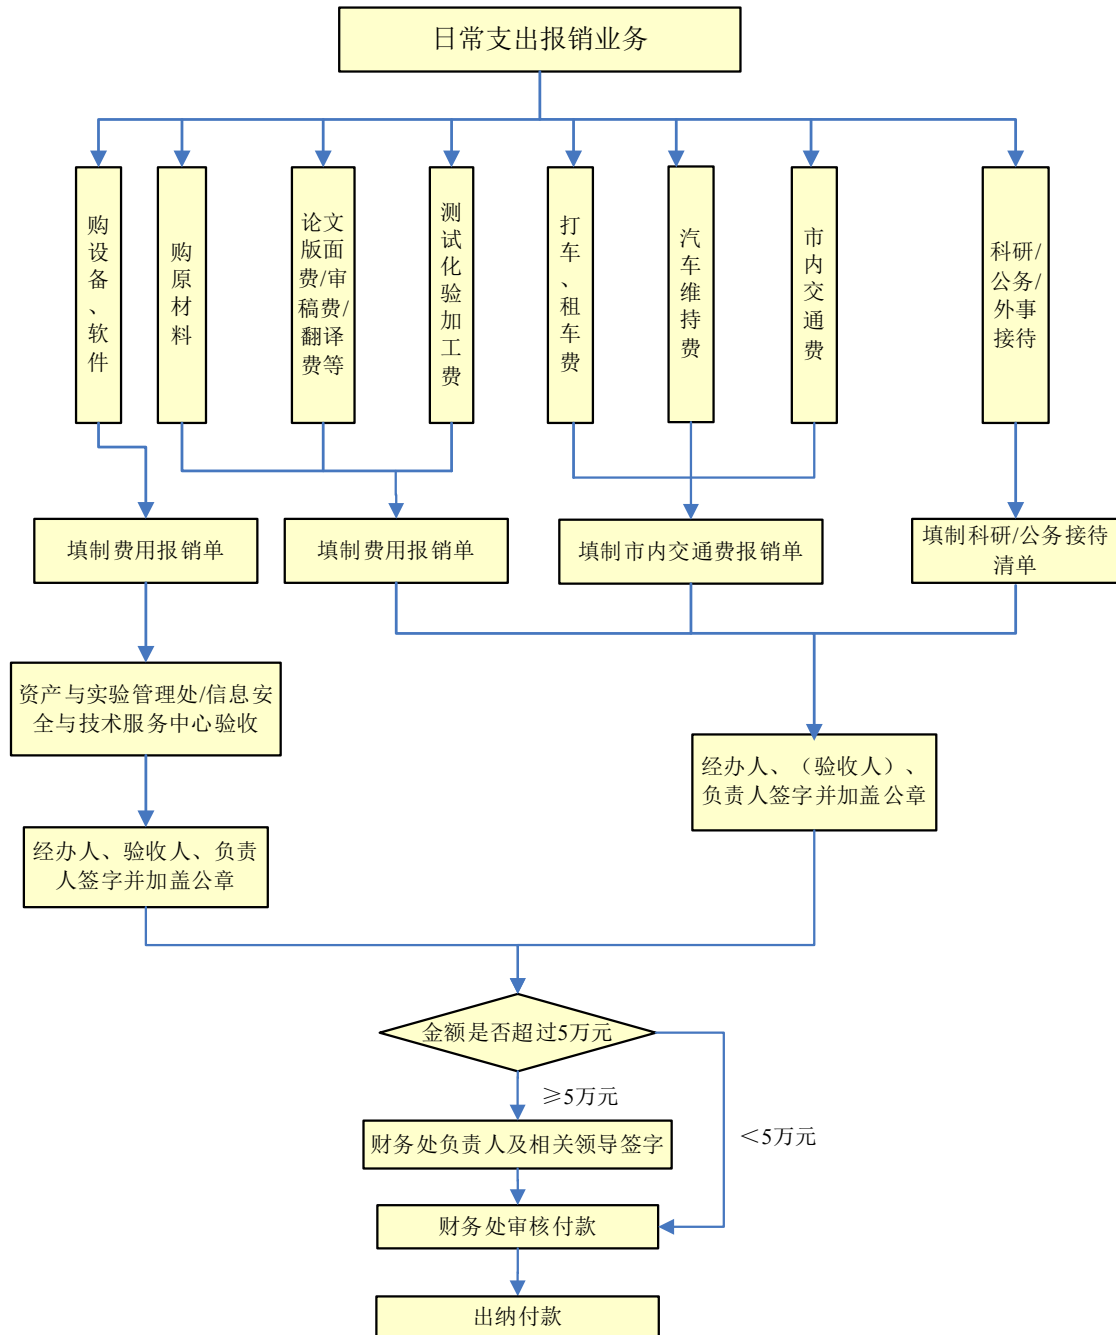 日常支出报销业务
购
设
备
、
软
件
购
原
材
料
论文
版面
费/审
稿费/
翻译
费等
测
试
化
验
加
工
费
打
车
、
租
车
费
汽
车
维
持
费
市
内
交
通
费
科研/
公务/
外事
接待
填制费用报销单
填制费用报销单
填制市内交通费报销单
填制科研/公务接待
清单
资产与实验管理处/信息安
全与技术服务中心验收
经办人、（验收人）、
负责人签字并加盖公章
经办人、验收人、负责
人签字并加盖公章
金额是否超过5万元
≥5万元
＜5万元
财务处负责人及相关领导签字
财务处审核付款
出纳付款